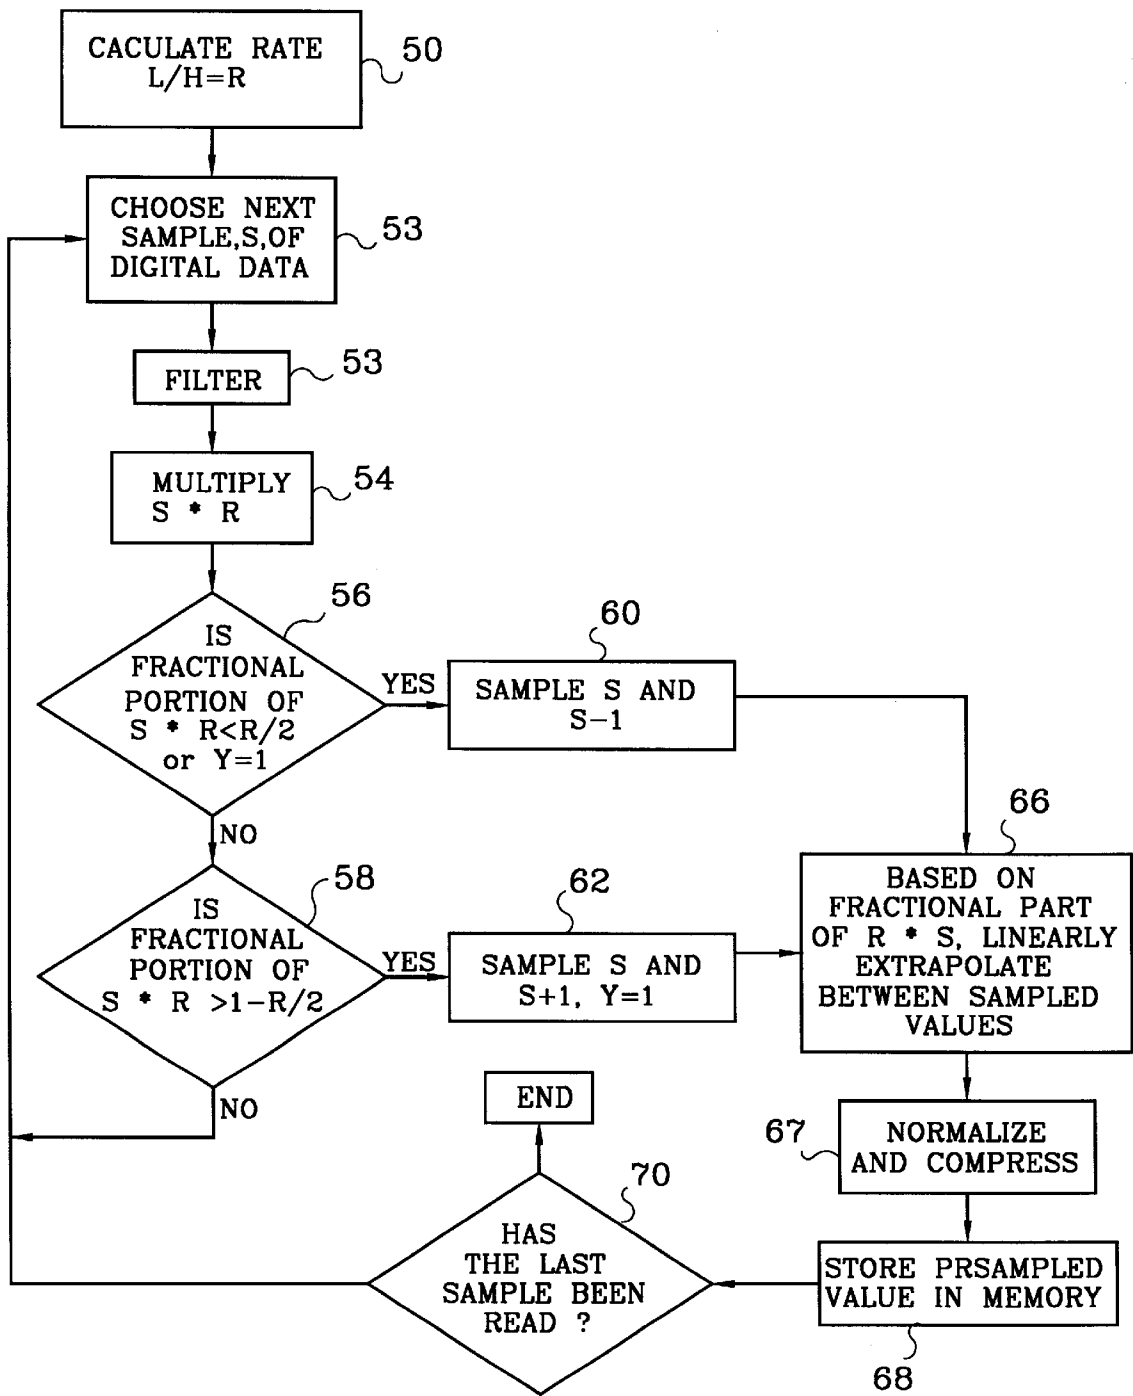 CACULATE RATE
L/H=R
50
CHOOSE NEXT
SAMPLE,S,OF
DIGITAL DATA
53
FILTER
53
MULTIPLY
S * R
54
IS
FRACTIONAL
PORTION OF
S * R<R/2
or Y=1
56
YES
NO
SAMPLE S AND
S-1
60
IS
FRACTIONAL
PORTION OF
S * R >1-R/2
58
YES
NO
SAMPLE S AND
S+1, Y=1
62
66
BASED ON
FRACTIONAL PART
OF R * S, LINEARLY
EXTRAPOLATE
BETWEEN SAMPLED
VALUES
67
NORMALIZE
AND COMPRESS
STORE PRSAMPLED
VALUE IN MEMORY
68
70
HAS
THE LAST
SAMPLE BEEN
READ ?
END